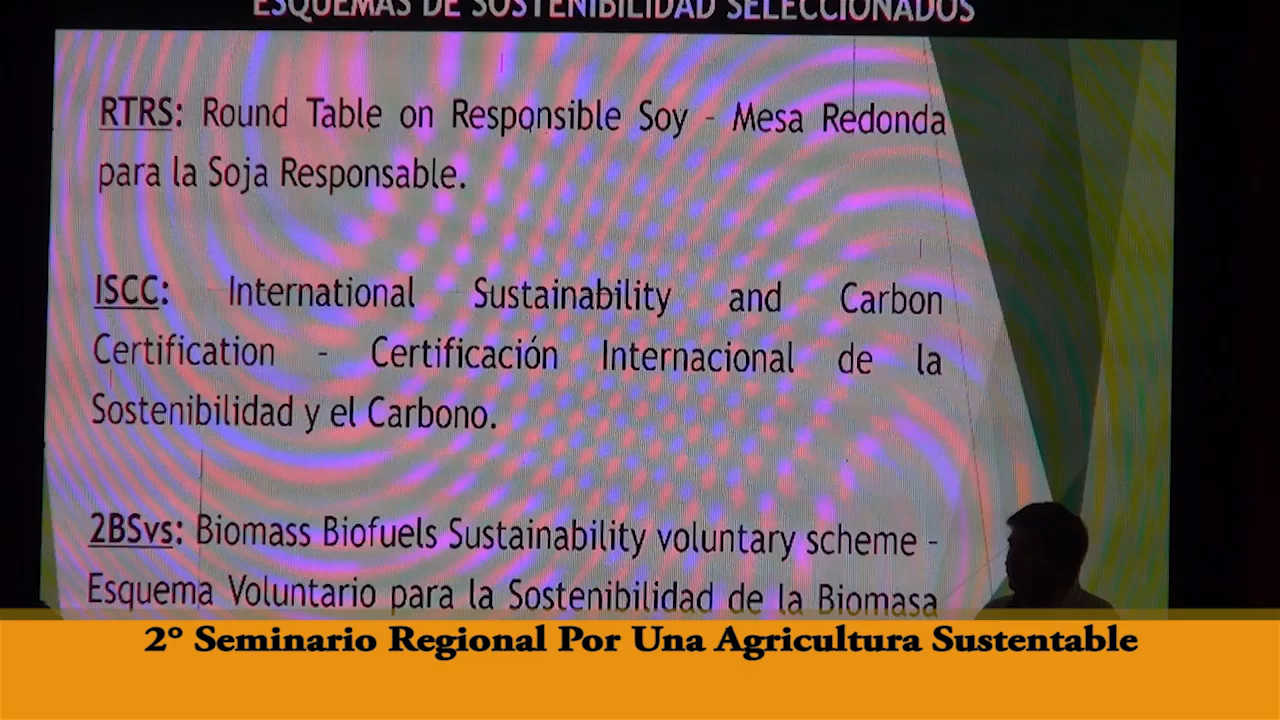 ESQUEMAS DE SOSTENIBILIDAD SELECCIONADOS
RTRS: Round Table on Responsible Soy - Mesa Redonda
para la Soja Responsable.
ISCC: International Sustainability and Carbon
Certification - Certificación Internacional de la
Sostenibilidad y el Carbono.
2BSvs: Biomass Biofuels Sustainability voluntary scheme -
Esquema Voluntario para la Sostenibilidad de la Biomasa
2° Seminario Regional Por Una Agricultura Sustentable